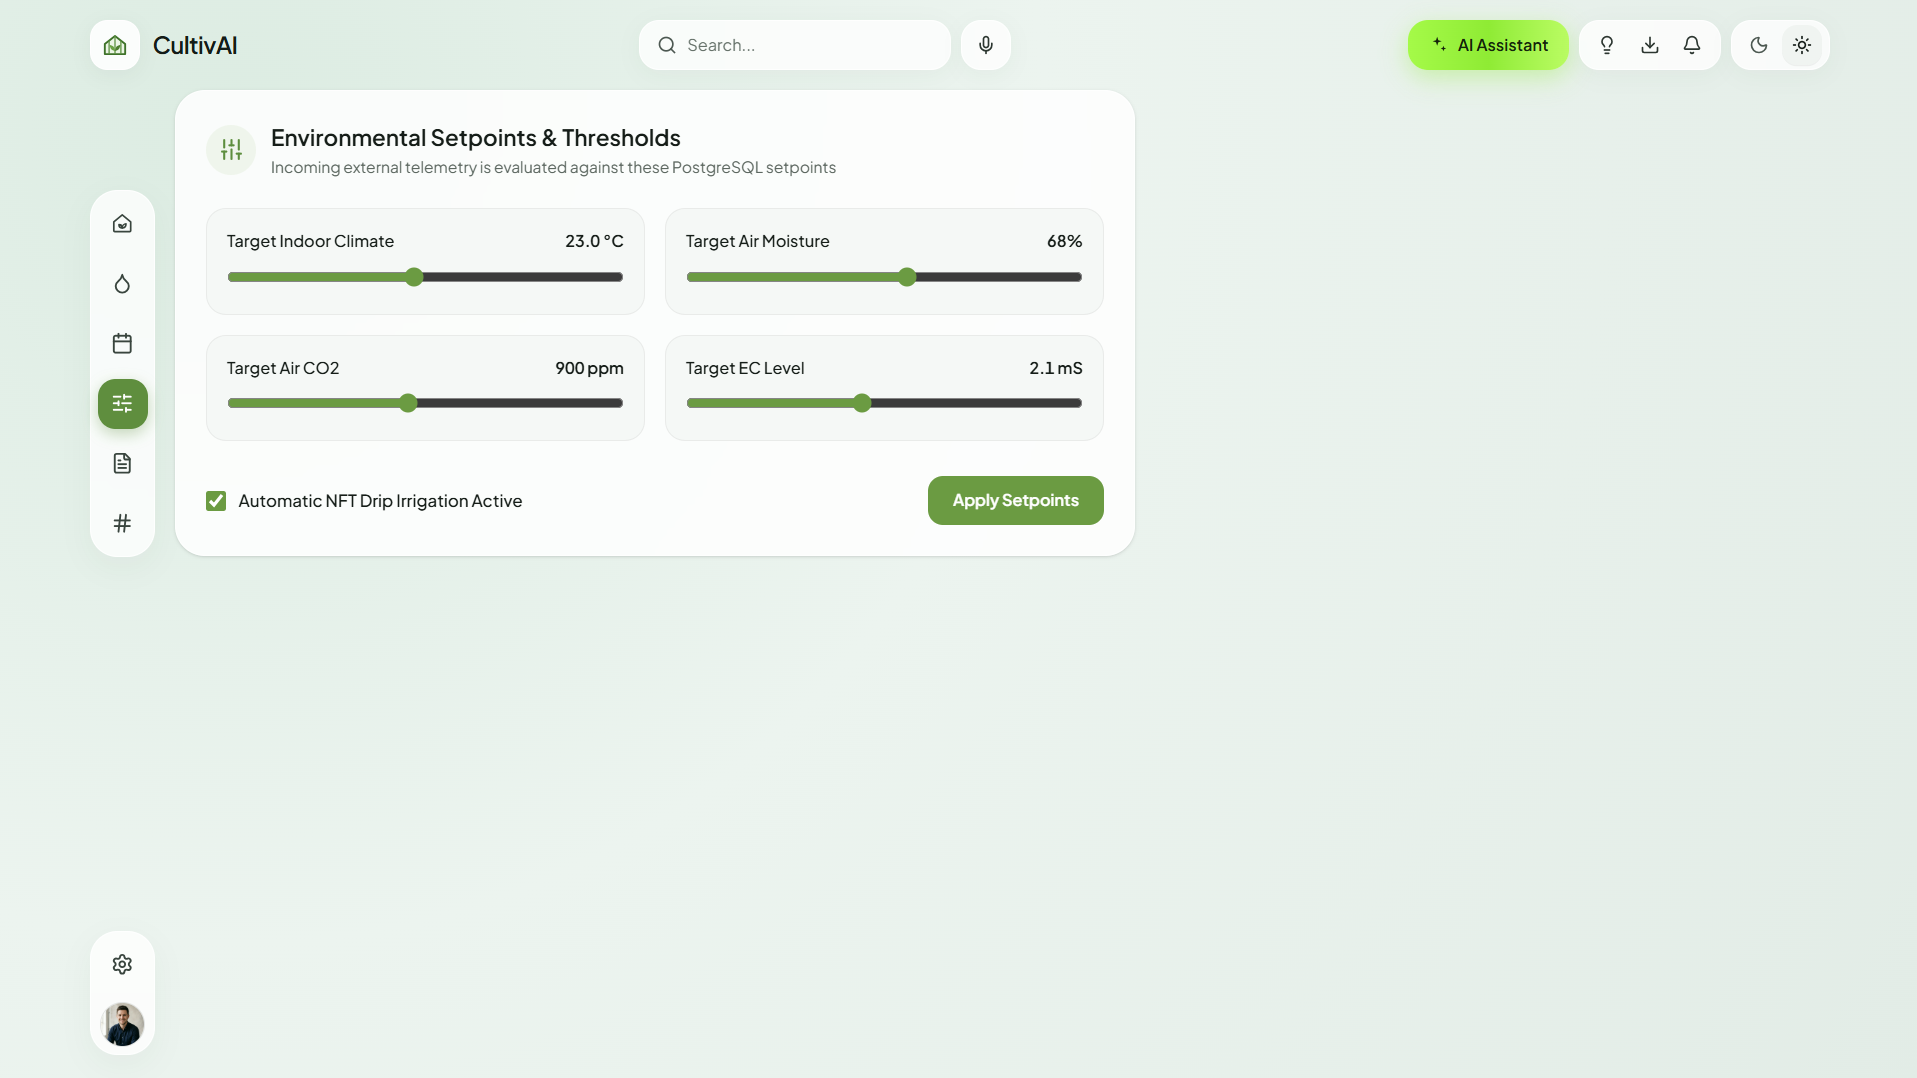 CultivAI
Search...
AI Assistant
Environmental Setpoints & Thresholds
Incoming external telemetry is evaluated against these PostgreSQL setpoints
Target Indoor Climate
23.0 °C
Target Air Moisture
68%
Target Air CO2
900 ppm
Target EC Level
2.1 mS
Automatic NFT Drip Irrigation Active
Apply Setpoints